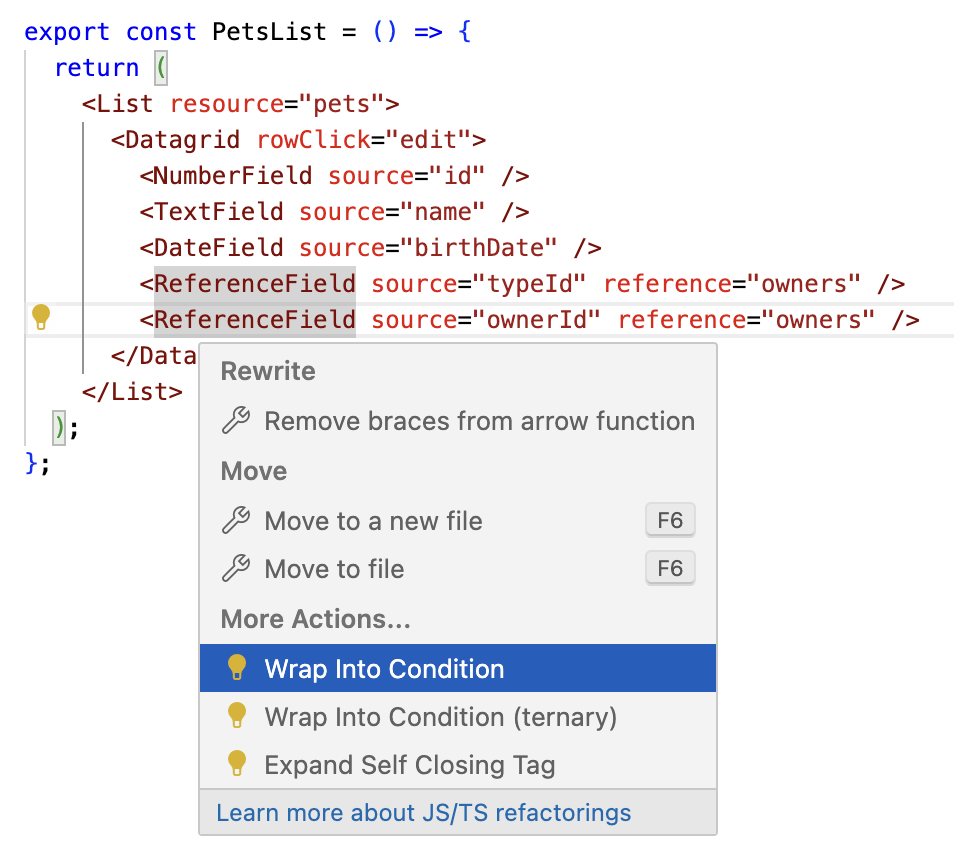 export const PetsList = () => {
return (
<List resource="pets">
<Datagrid rowClick="edit">
<NumberField source="id" />
<TextField source="name" />
<DateField source="birthDate" />
<ReferenceField source="typeId" reference="owners" />
<ReferenceField source="ownerId" reference="owners" />
</Data
</List>
);
};
Rewrite
Remove braces from arrow function
Move
Move to a new file F6
Move to file F6
More Actions...
Wrap Into Condition
Wrap Into Condition (ternary)
Expand Self Closing Tag
Learn more about JS/TS refactorings